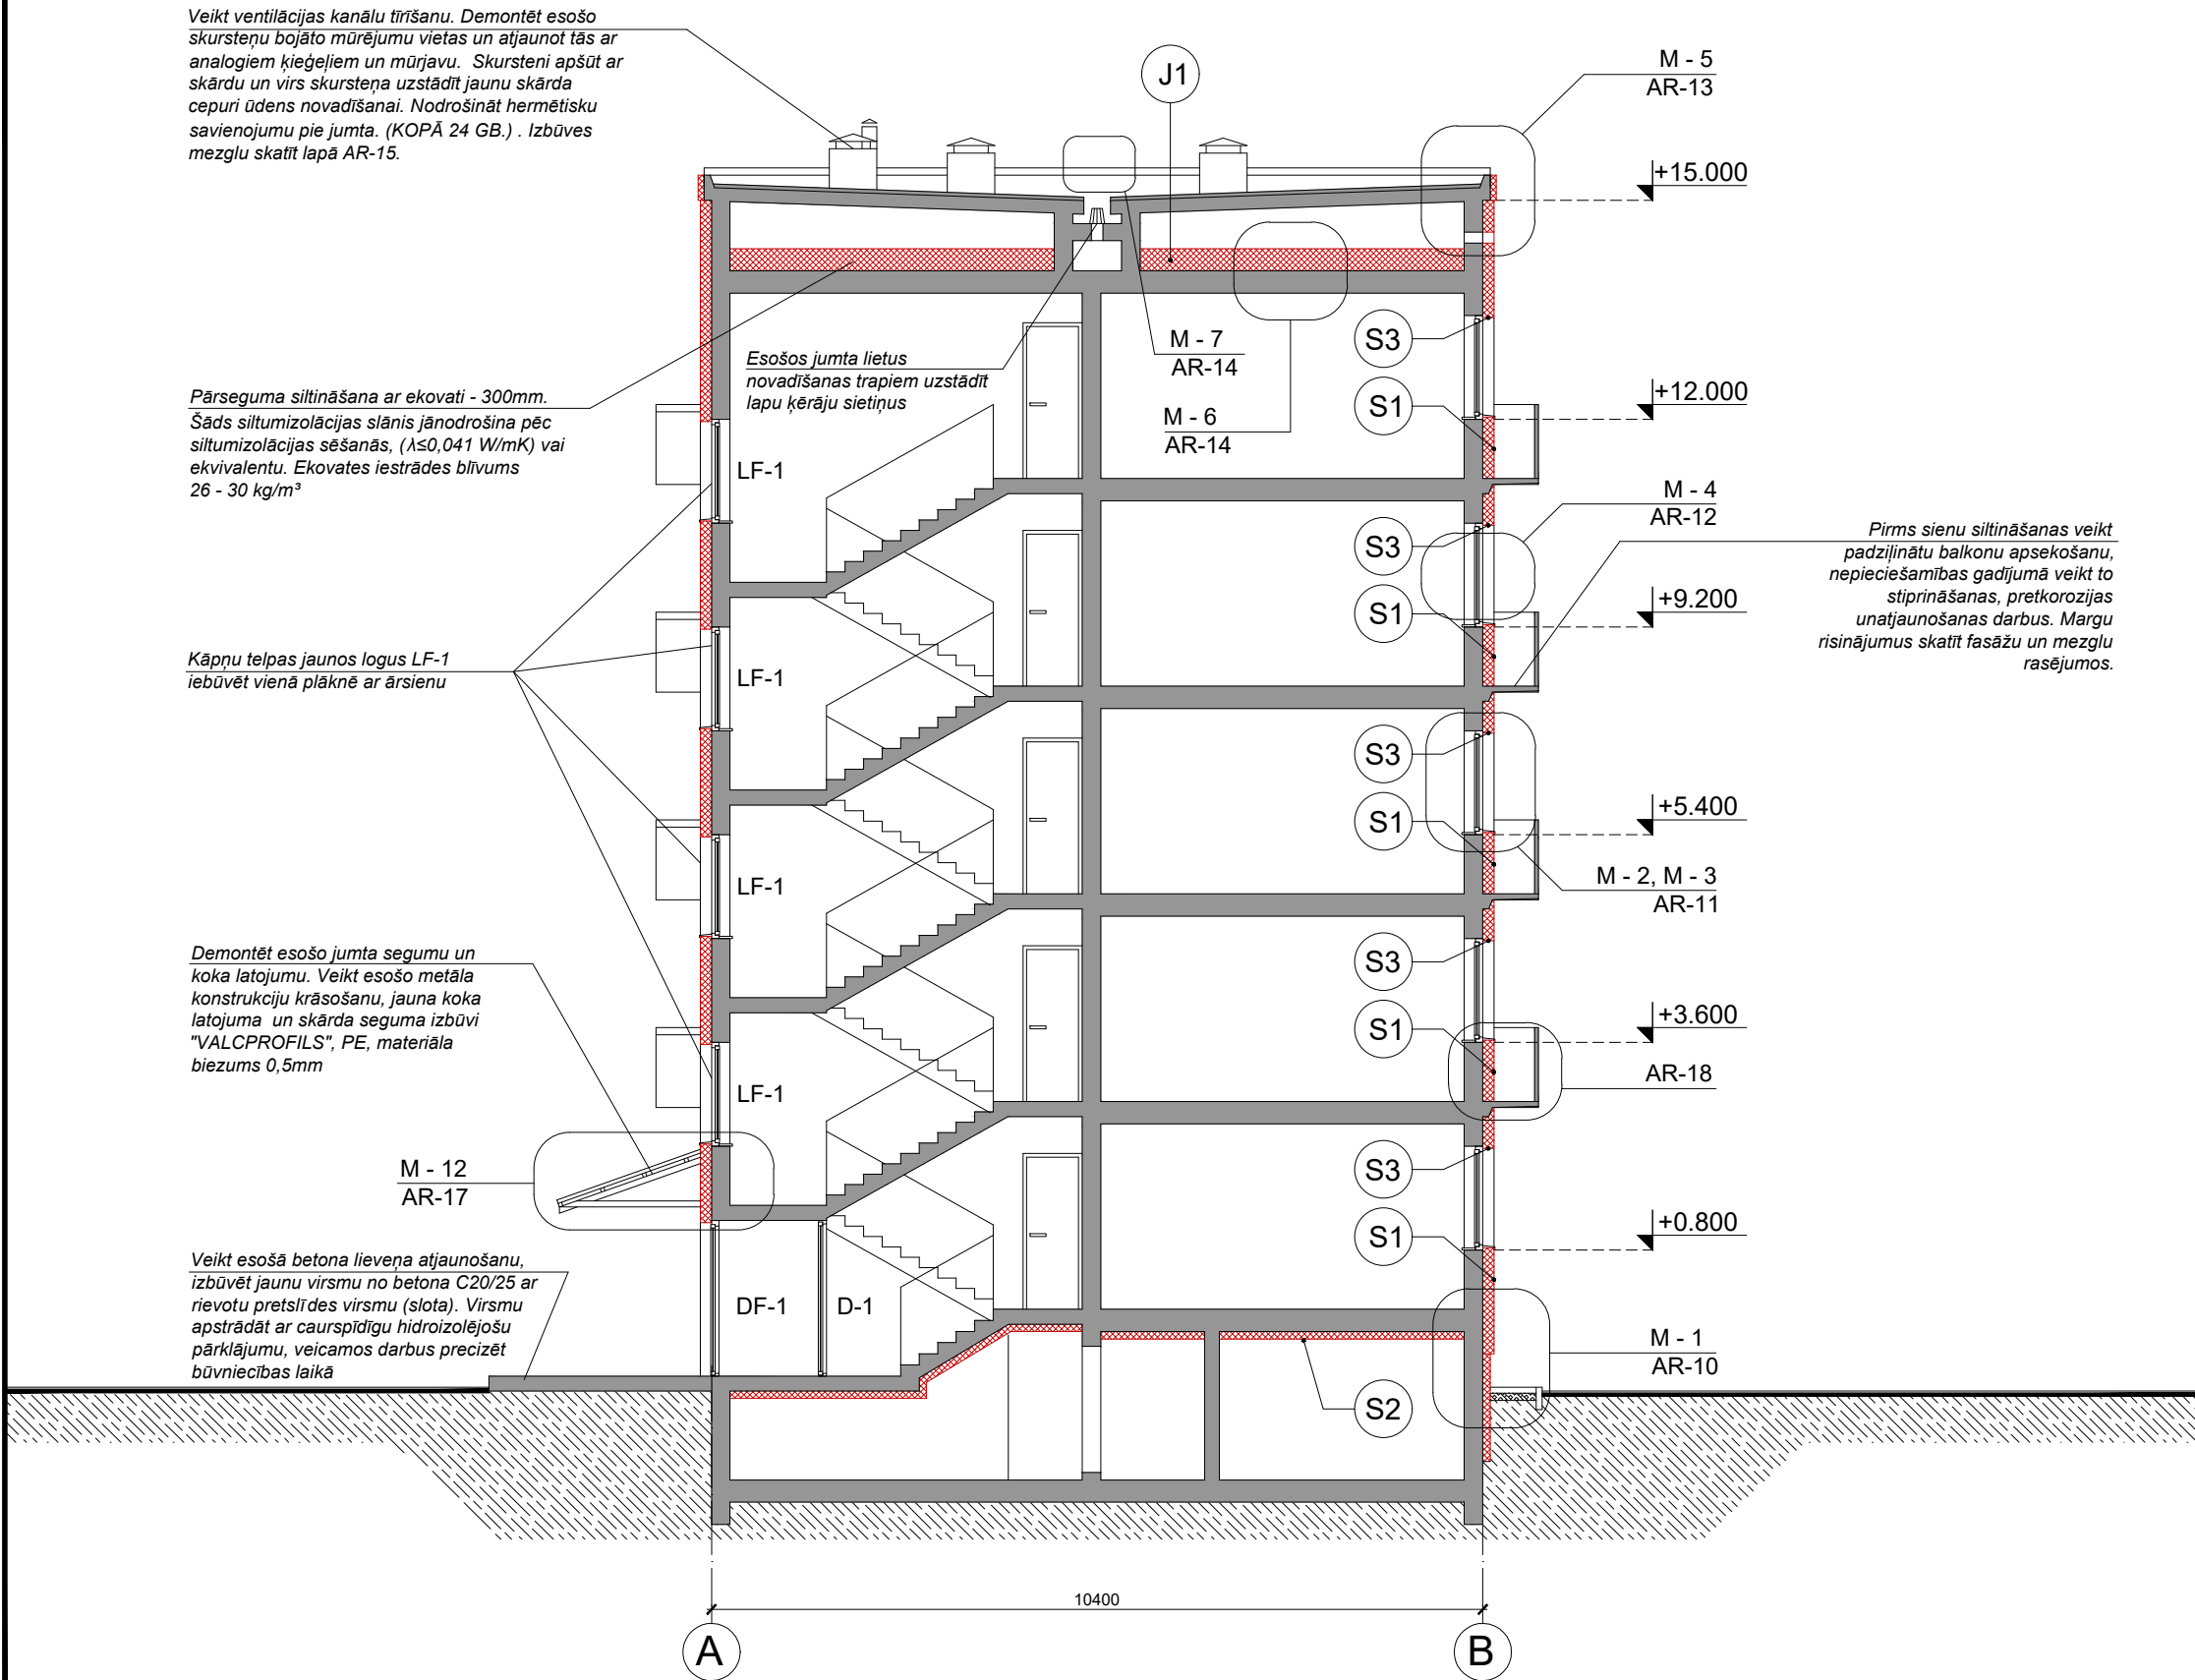 Veikt ventilācijas kanālu tīrīšanu. Demontēt esošo
skursteņu bojāto mūrējumu vietas un atjaunot tās ar
analogiem ķieģeļiem un mūrjavu. Skursteni apšūt ar
skārdu un virs skursteņa uzstādīt jaunu skārda
cepuri ūdens novadīšanai. Nodrošināt hermētisku
savienojumu pie jumta. (KOPĀ 24 GB.) . Izbūves
mezglu skatīt lapā AR-15.
J1
M - 5
AR-13
+15.000
Esošos jumta lietus
novadīšanas trapiem uzstādīt
lapu ķērāju sietiņus
M - 7
AR-14
M - 6
AR-14
S3
S1
+12.000
Pārseguma siltināšana ar ekovati - 300mm.
Šāds siltumizolācijas slānis jānodrošina pēc
siltumizolācijas sēšanās, (λ≤0,041 W/mK) vai
ekvivalentu. Ekovates iestrādes blīvums
26 - 30 kg/m³
LF-1
M - 4
AR-12
Pirms sienu siltināšanas veikt
padziļinātu balkonu apsekošanu,
nepieciešamības gadījumā veikt to
stiprināšanas, pretkorozijas
unatjaunošanas darbus. Margu
risinājumus skatīt fasāžu un mezglu
rasējumos.
S3
S1
+9.200
Kāpņu telpas jaunos logus LF-1
iebūvēt vienā plāknē ar ārsienu
LF-1
S3
S1
+5.400
LF-1
M - 2, M - 3
AR-11
Demontēt esošo jumta segumu un
koka latojumu. Veikt esošo metāla
konstrukciju krāsošanu, jauna koka
latojuma un skārda seguma izbūvi
"VALCPROFILS", PE, materiāla
biezums 0,5mm
S3
S1
+3.600
LF-1
AR-18
M - 12
AR-17
S3
S1
+0.800
Veikt esošā betona lieveņa atjaunošanu,
izbūvēt jaunu virsmu no betona C20/25 ar
rievotu pretslīdes virsmu (slota). Virsmu
apstrādāt ar caurspīdīgu hidroizolējošu
pārklājumu, veicamos darbus precizēt
būvniecības laikā
DF-1
D-1
M - 1
AR-10
S2
10400
A
B